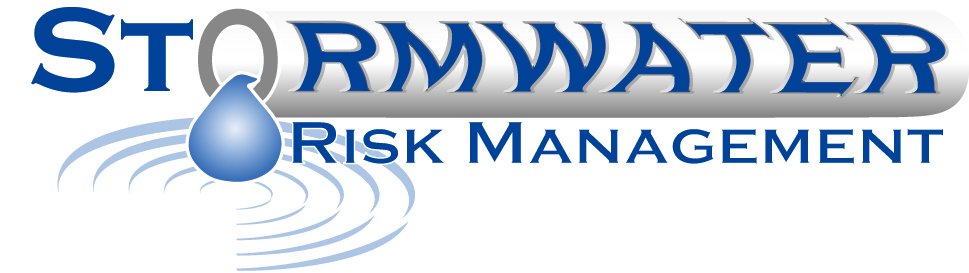 STORMWATER
RISK MANAGEMENT